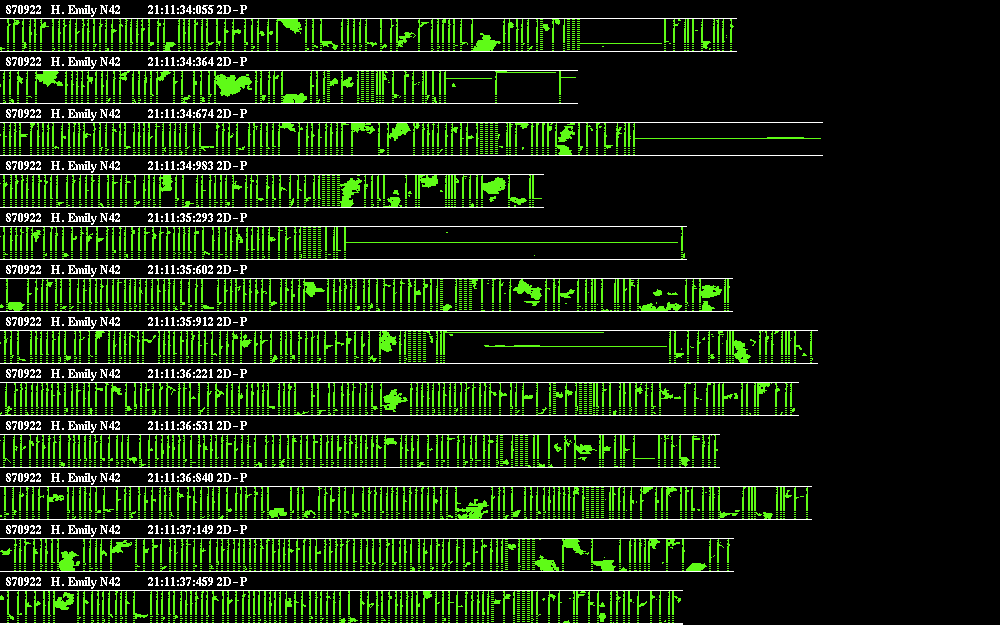 870922 H. Emily N42 21:11:34:055 2D-P
870922 H. Emily N42 21:11:34:364 2D-P
870922 H. Emily N42 21:11:34:674 2D-P
870922 H. Emily N42 21:11:34:983 2D-P
870922 H. Emily N42 21:11:35:293 2D-P
870922 H. Emily N42 21:11:35:602 2D-P
870922 H. Emily N42 21:11:35:912 2D-P
870922 H. Emily N42 21:11:36:221 2D-P
870922 H. Emily N42 21:11:36:531 2D-P
870922 H. Emily N42 21:11:36:840 2D-P
870922 H. Emily N42 21:11:37:149 2D-P
870922 H. Emily N42 21:11:37:459 2D-P